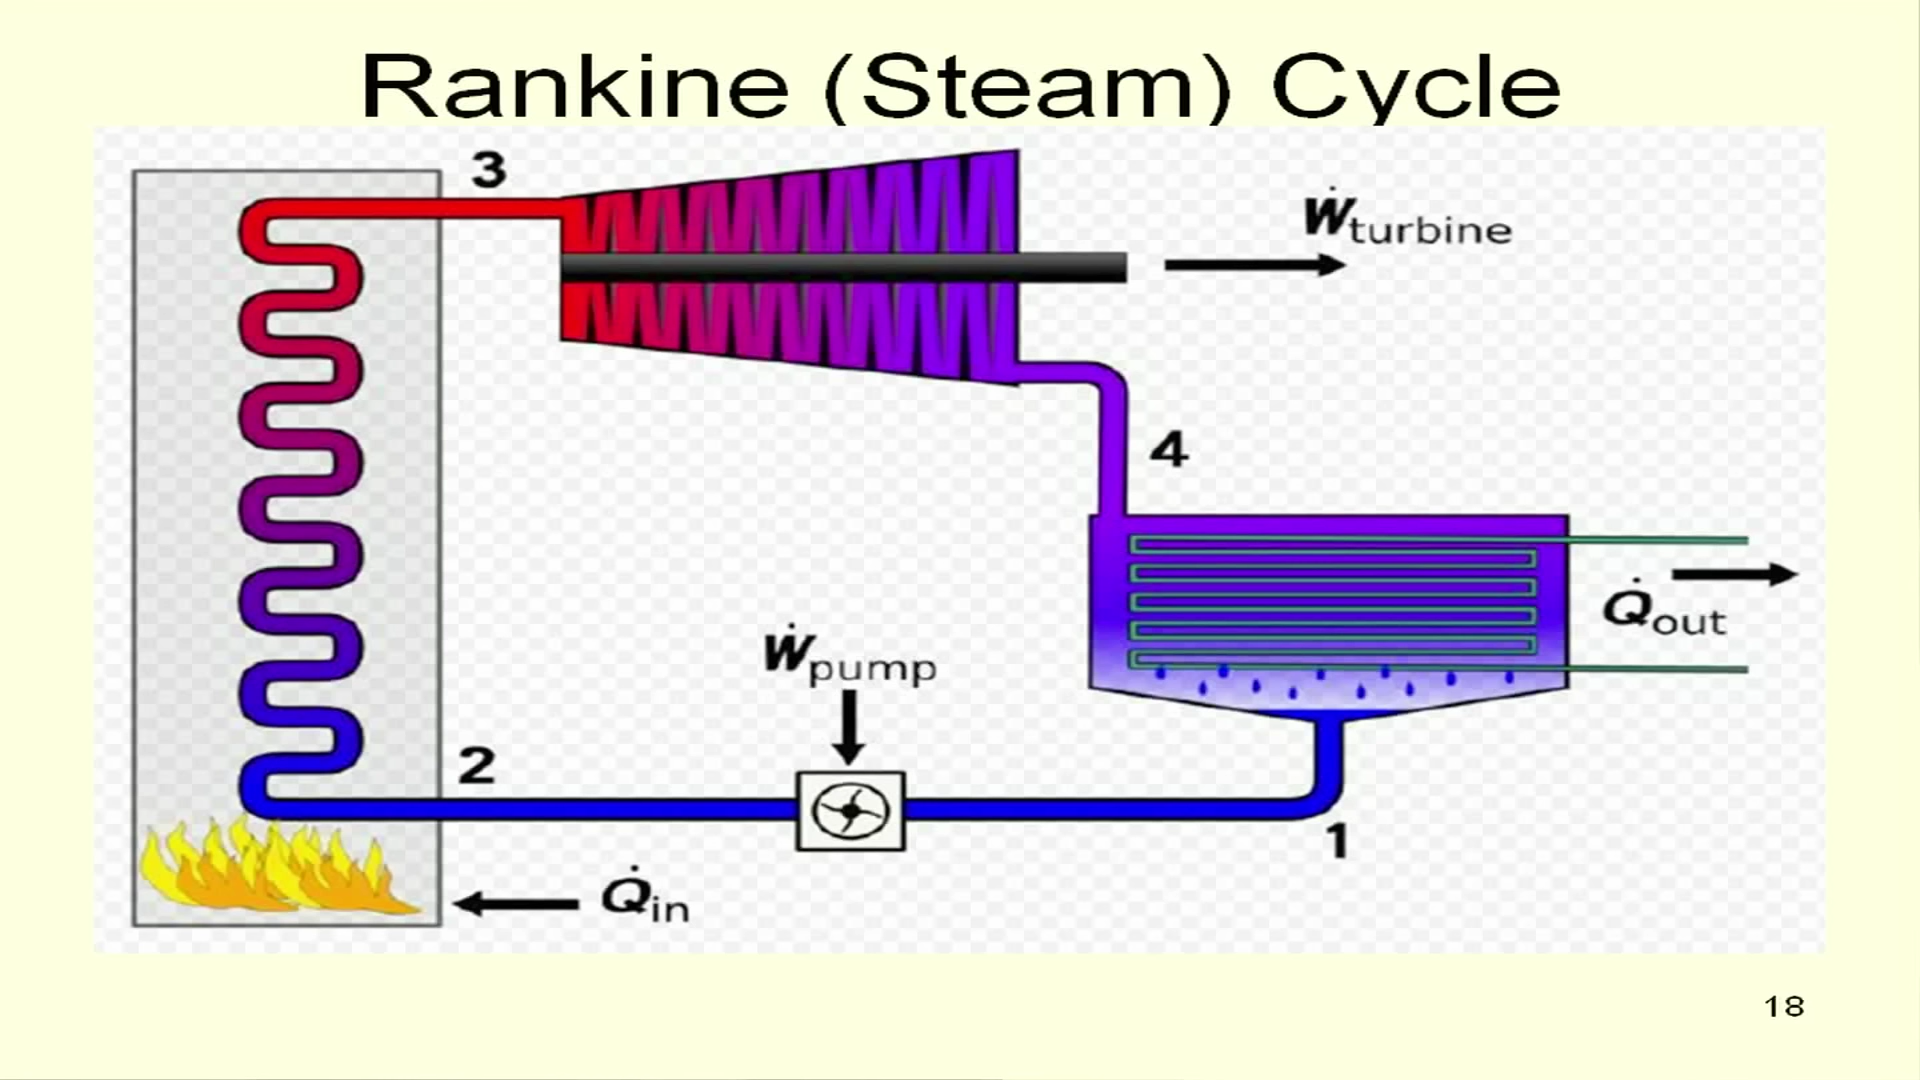 Rankine (Steam) Cycle
3
Ẇturbine
4
Q̇out
Ẇpump
2
1
Q̇in
18